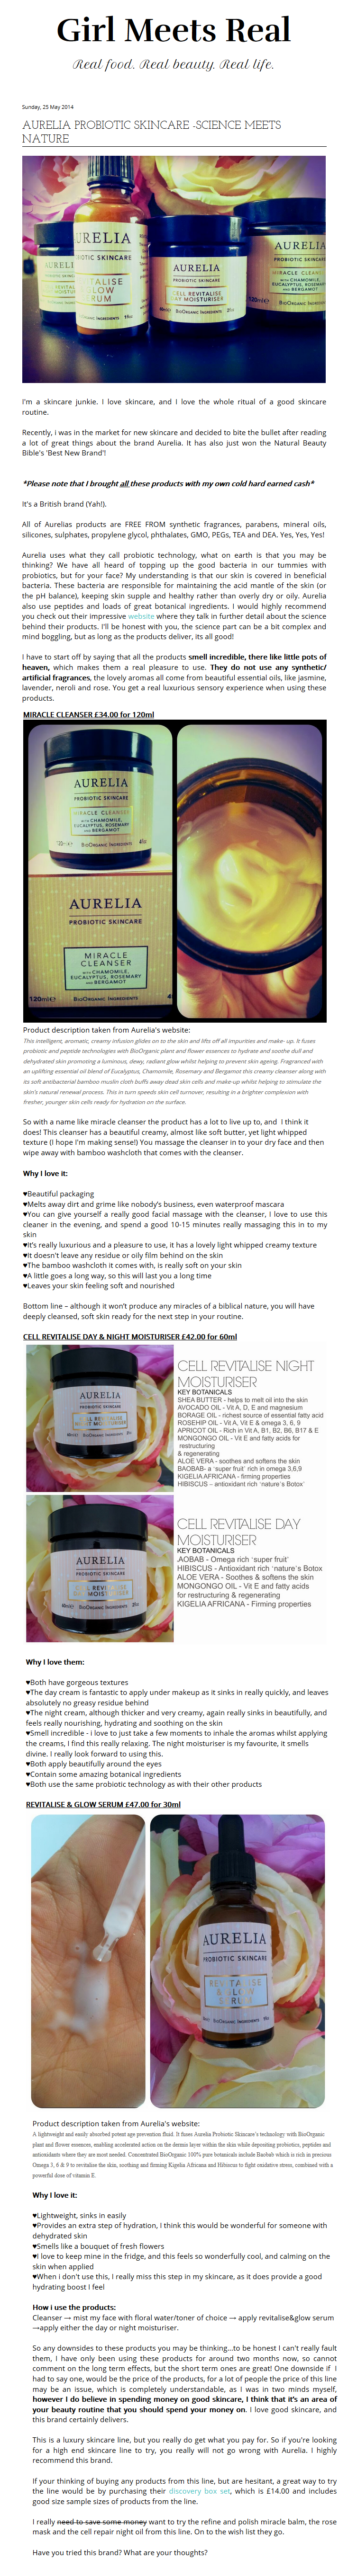 Girl Meets Real
Real food. Real beauty. Real life.
Sunday, 25 May 2014
AURELIA PROBIOTIC SKINCARE -SCIENCE MEETS
NATURE
I'm a skincare junkie. I love skincare, and I love the whole ritual of a good skincare
routine.
Recently, i was in the market for new skincare and decided to bite the bullet after reading
a lot of great things about the brand Aurelia. It has also just won the Natural Beauty
Bible's 'Best New Brand'!
*Please note that I brought all these products with my own cold hard earned cash*
It's a British brand (Yah!).
All of Aurelias products are FREE FROM synthetic fragrances, parabens, mineral oils,
silicones, sulphates, propylene glycol, phthalates, GMO, PEGs, TEA and DEA. Yes, Yes, Yes!
Aurelia uses what they call probiotic technology, what on earth is that you may be
thinking? We have all heard of topping up the good bacteria in our tummies with
probiotics, but for your face? My understanding is that our skin is covered in beneficial
bacteria. These bacteria are responsible for maintaining the acid mantle of the skin (or
the pH balance), keeping skin supple and healthy rather than overly dry or oily. Aurelia
also use peptides and loads of great botanical ingredients. I would highly recommend
you check out their impressive website where they talk in further detail about the science
behind their products. I'll be honest with you, the science part can be a bit complex and
mind boggling, but as long as the products deliver, its all good!
I have to start off by saying that all the products smell incredible, there like little pots of
heaven, which makes them a real pleasure to use. They do not use any synthetic/
artificial fragrances, the lovely aromas all come from beautiful essential oils, like jasmine,
lavender, neroli and rose. You get a real luxurious sensory experience when using these
products.
MIRACLE CLEANSER £34.00 for 120ml
AURELIA
PROBIOTIC SKINCARE
MIRACLE CLEANSER
WITH CHAMOMILE,
EUCALYPTUS, ROSEMARY
AND BERGAMOT
AURELIA
PROBIOTIC SKINCARE
MIRACLE
CLEANSER
WITH CHAMOMILE,
EUCALYPTUS, ROSEMARY
AND BERGAMOT
120ml℮ BIOORGANIC INGREDIENTS
Product description taken from Aurelia's website:
This intelligent, aromatic, creamy infusion glides on to the skin and lifts off all impurities and make- up. It fuses
probiotic and peptide technologies with BioOrganic plant and flower essences to hydrate and soothe dull and
dehydrated skin promoting a luminous, dewy, radiant glow whilst helping to prevent skin ageing. Fragranced with
an uplifting essential oil blend of Eucalyptus, Chamomile, Rosemary and Bergamot this creamy cleanser along with
its soft antibacterial bamboo muslin cloth buffs away dead skin cells and make-up whilst helping to stimulate the
skin's natural renewal process. This in turn speeds skin cell turnover, resulting in a brighter complexion with
fresher, younger skin cells ready for hydration on the surface.
So with a name like miracle cleanser the product has a lot to live up to, and I think it
does! This cleanser has a beautiful creamy, almost like soft butter, yet light whipped
texture (I hope I'm making sense!) You massage the cleanser in to your dry face and then
wipe away with bamboo washcloth that comes with the cleanser.
Why I love it:
♥Beautiful packaging
♥Melts away dirt and grime like nobody's business, even waterproof mascara
♥You can give yourself a really good facial massage with the cleanser, I love to use this
cleaner in the evening, and spend a good 10-15 minutes really massaging this in to my
skin
♥It's really luxurious and a pleasure to use, it has a lovely light whipped creamy texture
♥It doesn't leave any residue or oily film behind on the skin
♥The bamboo washcloth it comes with, is really soft on your skin
♥A little goes a long way, so this will last you a long time
♥Leaves your skin feeling soft and nourished
Bottom line – although it won't produce any miracles of a biblical nature, you will have
deeply cleansed, soft skin ready for the next step in your routine.
CELL REVITALISE DAY & NIGHT MOISTURISER £42.00 for 60ml
CELL REVITALISE NIGHT
MOISTURISER
KEY BOTANICALS
SHEA BUTTER - helps to melt oil into the skin
AVOCADO OIL - Vit A, D, E and magnesium
BORAGE OIL - richest source of essential fatty acid
ROSEHIP OIL - Vit A, Vit E & omega 3, 6, 9
APRICOT OIL - Rich in Vit A, B1, B2, B6, B17 & E
MONGONGO OIL - Vit E and fatty acids for
restructuring
& regenerating
ALOE VERA - soothes and softens the skin
BAOBAB- a 'super fruit' rich in omega 3,6,9
KIGELIA AFRICANA - firming properties
HIBISCUS – antioxidant rich 'nature's Botox'
CELL REVITALISE DAY
MOISTURISER
KEY BOTANICALS
.AOBAB - Omega rich 'super fruit'
HIBISCUS - Antioxidant rich 'nature's Botox
ALOE VERA - Soothes & softens the skin
MONGONGO OIL - Vit E and fatty acids
for restructuring & regenerating
KIGELIA AFRICANA - Firming properties
Why I love them:
♥Both have gorgeous textures
♥The day cream is fantastic to apply under makeup as it sinks in really quickly, and leaves
absolutely no greasy residue behind
♥The night cream, although thicker and very creamy, again really sinks in beautifully, and
feels really nourishing, hydrating and soothing on the skin
♥Smell incredible - i love to just take a few moments to inhale the aromas whilst applying
the creams, I find this really relaxing. The night moisturiser is my favourite, it smells
divine. I really look forward to using this.
♥Both apply beautifully around the eyes
♥Contain some amazing botanical ingredients
♥Both use the same probiotic technology as with their other products
REVITALISE & GLOW SERUM £47.00 for 30ml
AURELIA
PROBIOTIC SKINCARE
REVITALISE
& GLOW
SERUM
Product description taken from Aurelia's website:
A lightweight and easily absorbed potent age prevention fluid. It fuses Aurelia Probiotic Skincare's technology with BioOrganic
plant and flower essences, enabling accelerated action on the dermis layer within the skin while depositing probiotics, peptides and
antioxidants where they are most needed. Concentrated BioOrganic 100% pure botanicals include Baobab which is rich in precious
Omega 3, 6 & 9 to revitalise the skin, soothing and firming Kigelia Africana and Hibiscus to fight oxidative stress, combined with a
powerful dose of vitamin E.
Why I love it:
♥Lightweight, sinks in easily
♥Provides an extra step of hydration, I think this would be wonderful for someone with
dehydrated skin
♥Smells like a bouquet of fresh flowers
♥I love to keep mine in the fridge, and this feels so wonderfully cool, and calming on the
skin when applied
♥When i don't use this, I really miss this step in my skincare, as it does provide a good
hydrating boost I feel
How i use the products:
Cleanser → mist my face with floral water/toner of choice → apply revitalise&glow serum
→apply either the day or night moisturiser.
So any downsides to these products you may be thinking...to be honest I can't really fault
them, I have only been using these products for around two months now, so cannot
comment on the long term effects, but the short term ones are great! One downside if I
had to say one, would be the price of the products, for a lot of people the price of this line
may be an issue, which is completely understandable, as I was in two minds myself,
however I do believe in spending money on good skincare, I think that it's an area of
your beauty routine that you should spend your money on. I love good skincare, and
this brand certainly delivers.
This is a luxury skincare line, but you really do get what you pay for. So if you're looking
for a high end skincare line to try, you really will not go wrong with Aurelia. I highly
recommend this brand.
If your thinking of buying any products from this line, but are hesitant, a great way to try
the line would be by purchasing their discovery box set, which is £14.00 and includes
good size sample sizes of products from the line.
I really need to save some money want to try the refine and polish miracle balm, the rose
mask and the cell repair night oil from this line. On to the wish list they go.
Have you tried this brand? What are your thoughts?